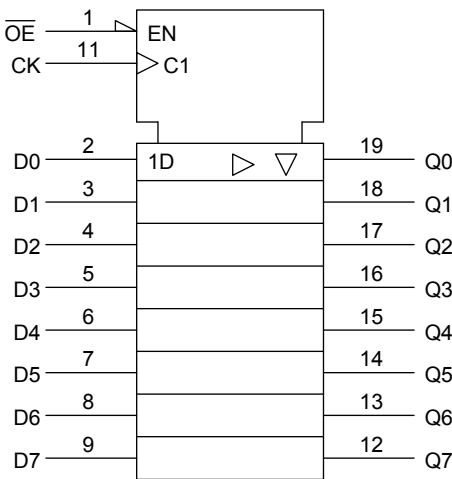 O̅E̅ 1 EN
CK 11 C1
D0 2 1D 19 Q0
D1 3 18 Q1
D2 4 17 Q2
D3 5 16 Q3
D4 6 15 Q4
D5 7 14 Q5
D6 8 13 Q6
D7 9 12 Q7